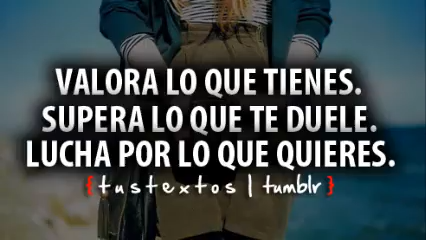 VALORA LO QUE TIENES.
SUPERA LO QUE TE DUELE.
LUCHA POR LO QUE QUIERES.
{tustextos | tumblr}